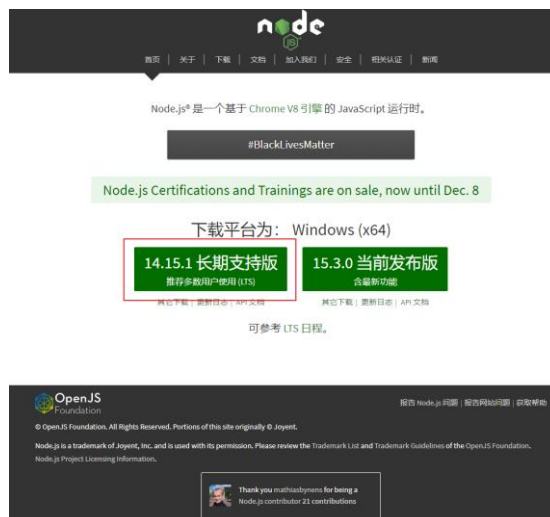 node
JS
首页 | 关于 | 下载 | 文档 | 加入我们 | 安全 | 相关认证 | 新闻
Node.js® 是一个基于 Chrome V8 引擎 的 JavaScript 运行时。
#BlackLivesMatter
Node.js Certifications and Trainings are on sale, now until Dec. 8
下载平台为: Windows (x64)
14.15.1 长期支持版 15.3.0 当前发布版
推荐多数用户使用 (LTS) 含最新功能
其它下载 | 更新日志 | API 文档 其它下载 | 更新日志 | API 文档
可参考 LTS 日程。
OpenJS
Foundation
报告 Node.js 问题 | 报告网站问题 | 获取帮助
© OpenJS Foundation. All Rights Reserved. Portions of this site originally © Joyent.
Node.js is a trademark of Joyent, Inc. and is used with its permission. Please review the Trademark List and Trademark Guidelines of the OpenJS Foundation.
Node.js Project Licensing Information.
Thank you mathiasbynens for being a
Node.js contributor 21 contributions